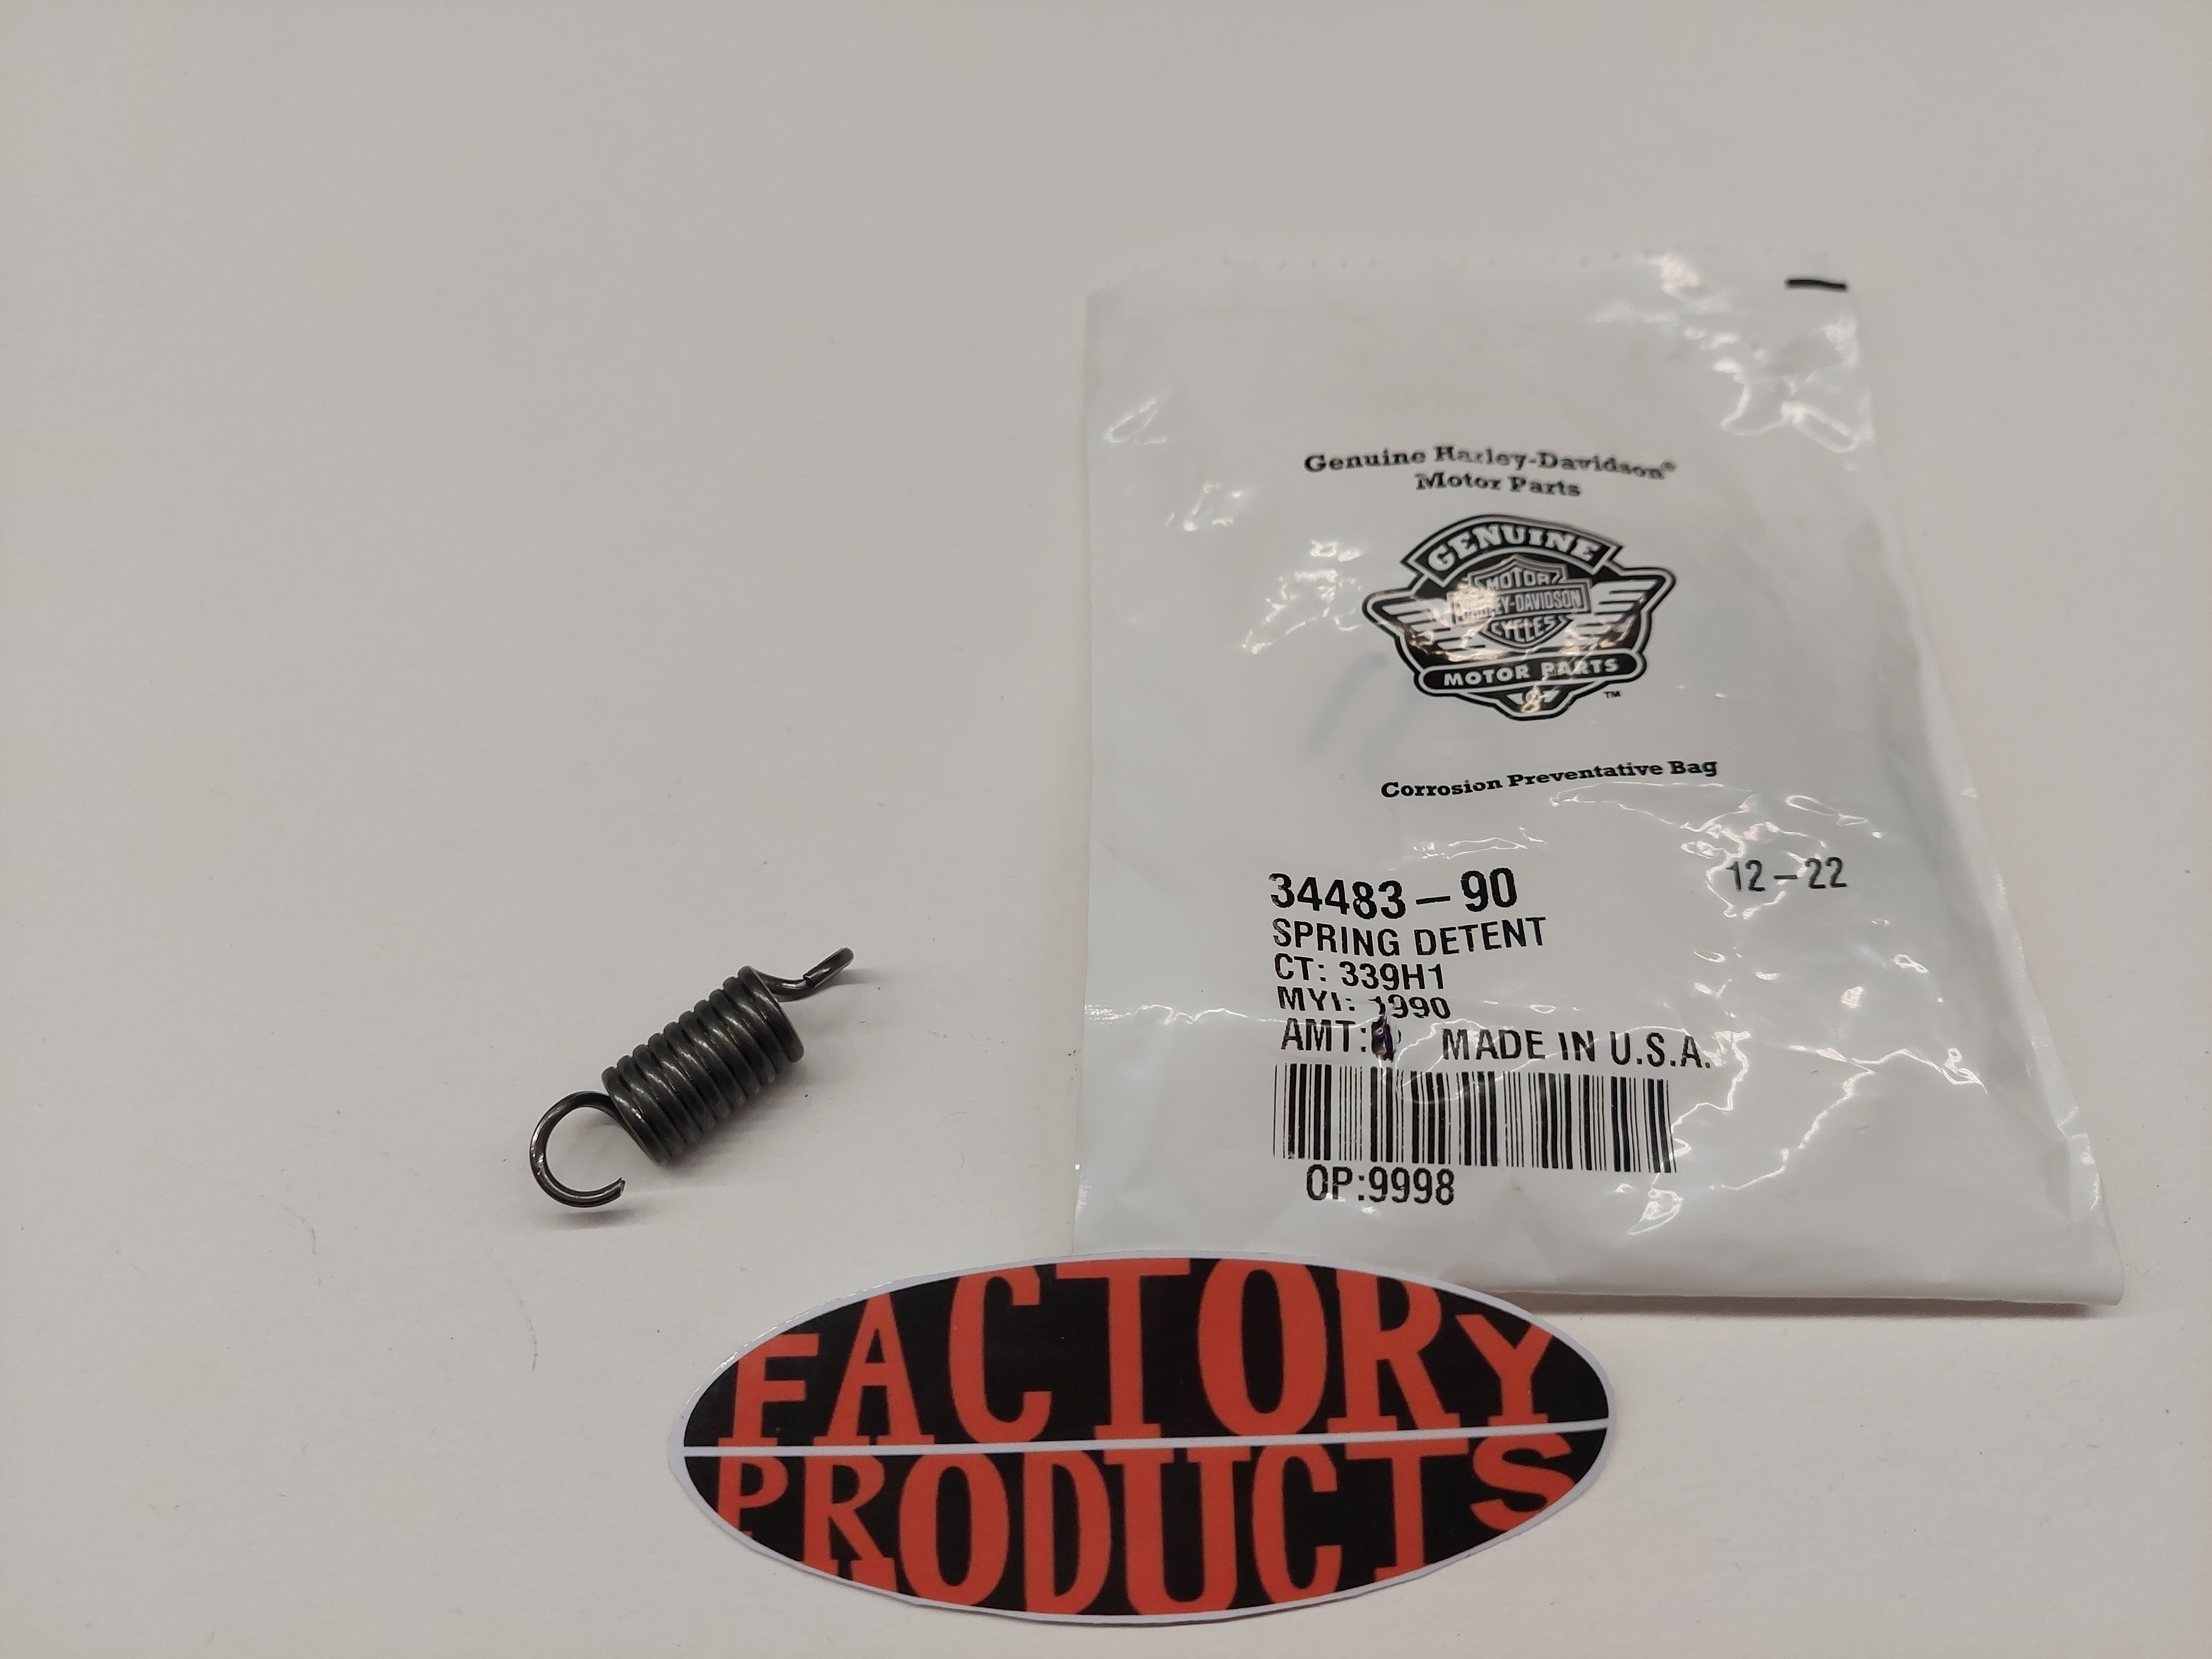 Genuine Harley-Davidson®
Motor Parts
GENUINE
MOTOR
HARLEY-DAVIDSON
CYCLES
MOTOR PARTS
™
Corrosion Preventative Bag
12-22
34483-90
SPRING DETENT
CT: 339H1
MYI: 1990
AMT: MADE IN U.S.A.
OP:9998
FACTORY
PRODUCTS